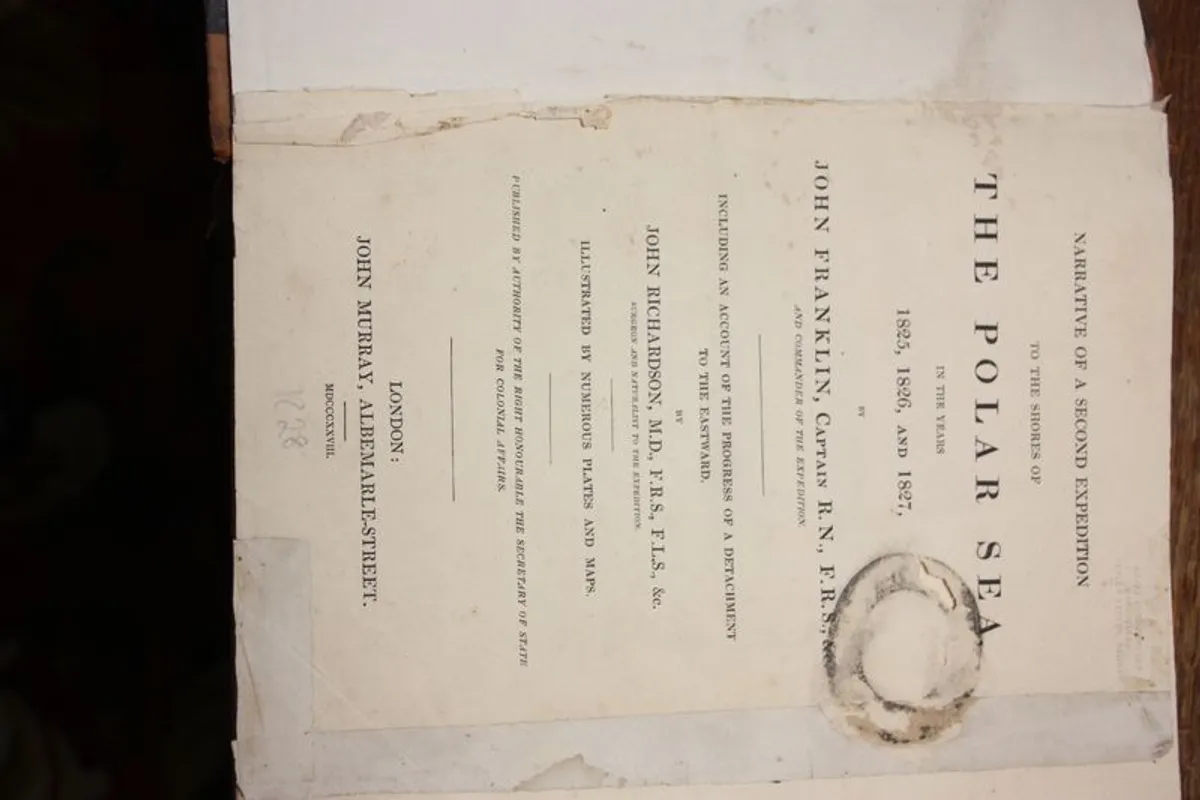 NARRATIVE OF A SECOND EXPEDITION
TO THE SHORES OF
THE POLAR SEA,
IN THE YEARS
1825, 1826, AND 1827,
BY
JOHN FRANKLIN, CAPTAIN R. N., F.R.S.,
AND COMMANDER OF THE EXPEDITION.
INCLUDING AN ACCOUNT OF THE PROGRESS OF A DETACHMENT
TO THE EASTWARD,
BY
JOHN RICHARDSON, M.D., F.R.S., F.L.S., &c.
SURGEON AND NATURALIST TO THE EXPEDITION.
ILLUSTRATED BY NUMEROUS PLATES AND MAPS.
PUBLISHED BY AUTHORITY OF THE RIGHT HONOURABLE THE SECRETARY OF STATE
FOR COLONIAL AFFAIRS.
LONDON:
JOHN MURRAY, ALBEMARLE-STREET.
MDCCCXXVIII.